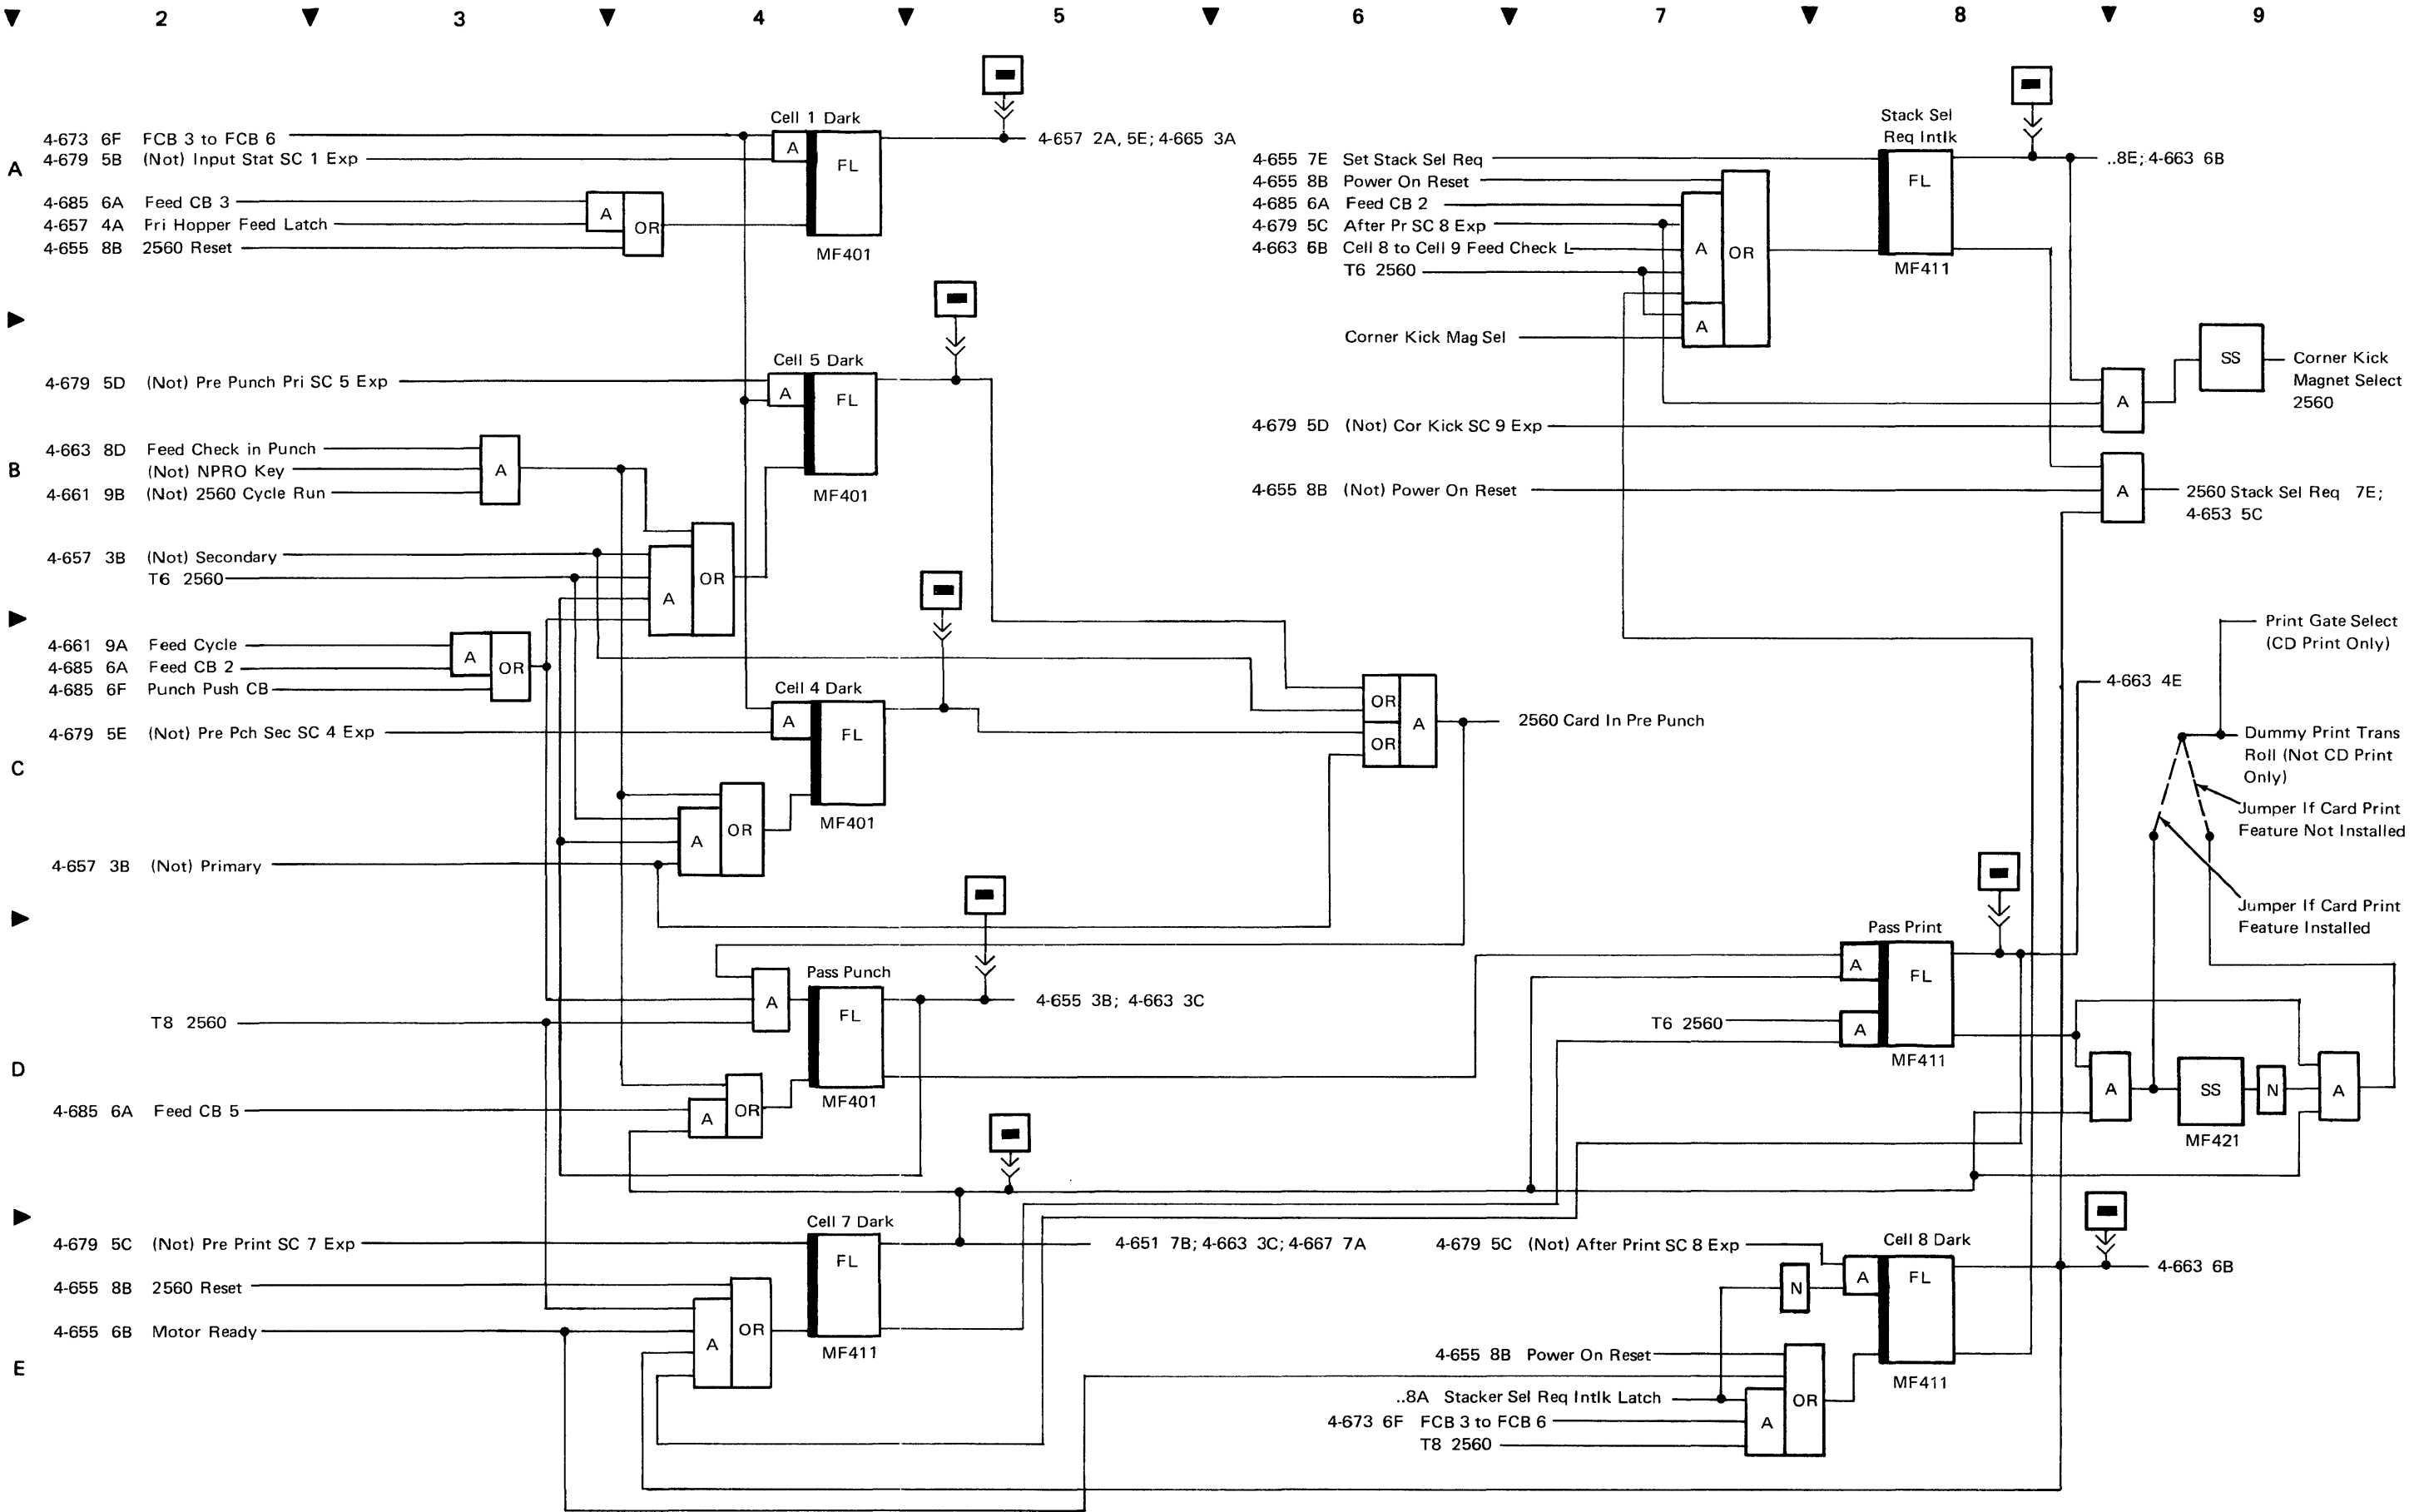 2 3 4 5 6 7 8 9
A
Cell 1 Dark
4-673 6F FCB 3 to FCB 6
4-679 5B (Not) Input Stat SC 1 Exp
A
FL
4-657 2A, 5E; 4-665 3A
4-685 6A Feed CB 3
4-657 4A Pri Hopper Feed Latch
4-655 8B 2560 Reset
A
OR
MF401
Stack Sel
Req Intlk
4-655 7E Set Stack Sel Req
4-655 8B Power On Reset
4-685 6A Feed CB 2
4-679 5C After Pr SC 8 Exp
4-663 6B Cell 8 to Cell 9 Feed Check L
T6 2560
Corner Kick Mag Sel
A
A
OR
FL
MF411
..8E; 4-663 6B
B
Cell 5 Dark
4-679 5D (Not) Pre Punch Pri SC 5 Exp
A
FL
MF401
4-663 8D Feed Check in Punch
(Not) NPRO Key
4-661 9B (Not) 2560 Cycle Run
A
4-657 3B (Not) Secondary
T6 2560
A
OR
4-679 5D (Not) Cor Kick SC 9 Exp
A
SS
Corner Kick
Magnet Select
2560
4-655 8B (Not) Power On Reset
A
2560 Stack Sel Req 7E;
4-653 5C
C
4-661 9A Feed Cycle
4-685 6A Feed CB 2
4-685 6F Punch Push CB
A
OR
Cell 4 Dark
4-679 5E (Not) Pre Pch Sec SC 4 Exp
A
FL
MF401
A
OR
4-657 3B (Not) Primary
OR
OR
A
2560 Card In Pre Punch
Print Gate Select
(CD Print Only)
4-663 4E
Dummy Print Trans
Roll (Not CD Print
Only)
Jumper If Card Print
Feature Not Installed
Jumper If Card Print
Feature Installed
D
Pass Punch
A
FL
MF401
4-655 3B; 4-663 3C
T8 2560
4-685 6A Feed CB 5
A
OR
Pass Print
A
T6 2560
A
FL
MF411
A
SS
MF421
N
A
E
Cell 7 Dark
4-679 5C (Not) Pre Print SC 7 Exp
FL
MF411
4-651 7B; 4-663 3C; 4-667 7A
4-655 8B 2560 Reset
4-655 6B Motor Ready
A
OR
Cell 8 Dark
4-679 5C (Not) After Print SC 8 Exp
N
A
FL
MF411
4-663 6B
4-655 8B Power On Reset
..8A Stacker Sel Req Intlk Latch
4-673 6F FCB 3 to FCB 6
T8 2560
A
OR